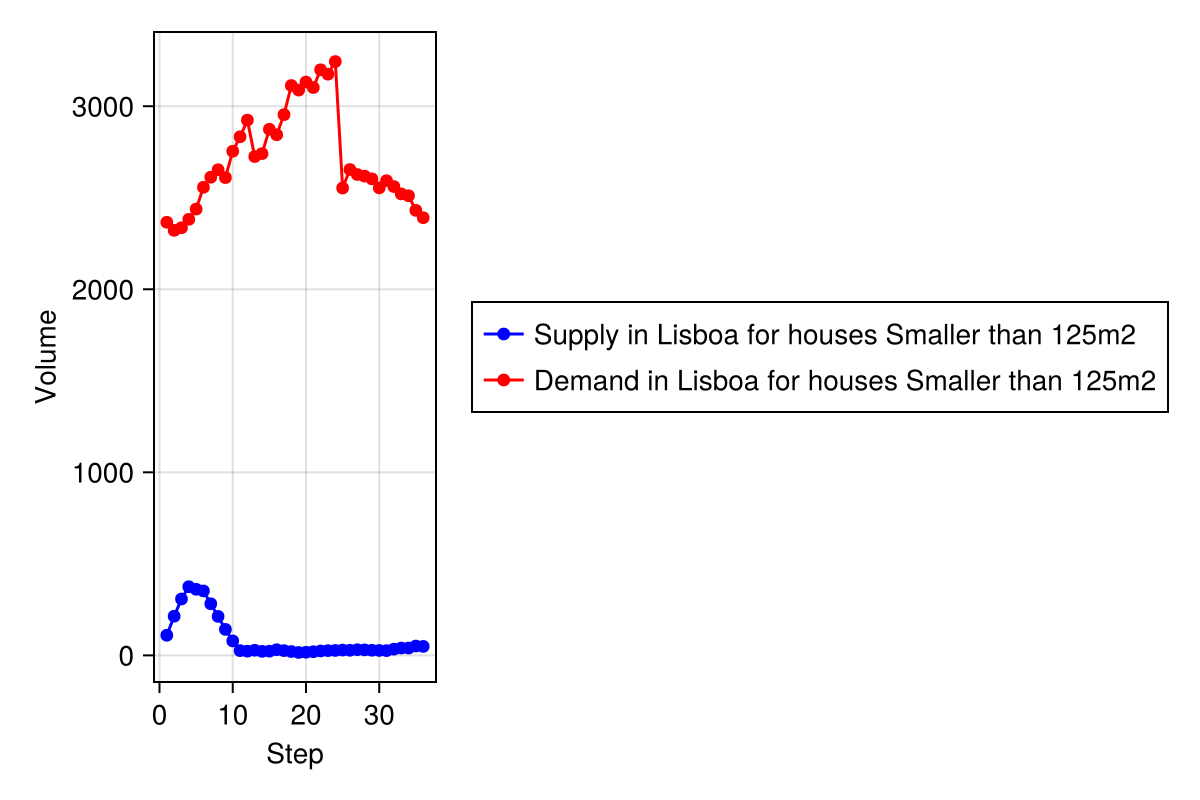 3000
2000
1000
0
Volume
0 10 20 30
Step
Supply in Lisboa for houses Smaller than 125m2
Demand in Lisboa for houses Smaller than 125m2